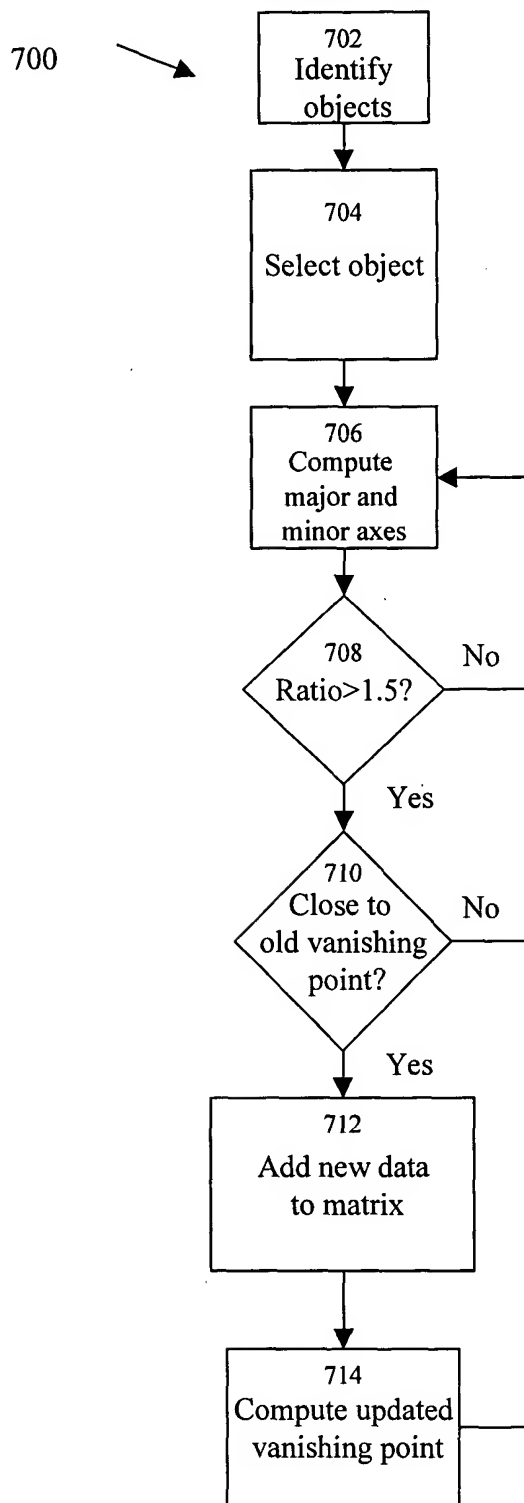 700
702
Identify
objects
704
Select object
706
Compute
major and
minor axes
708
Ratio>1.5?
No
Yes
710
Close to
old vanishing
point?
No
Yes
712
Add new data
to matrix
714
Compute updated
vanishing point